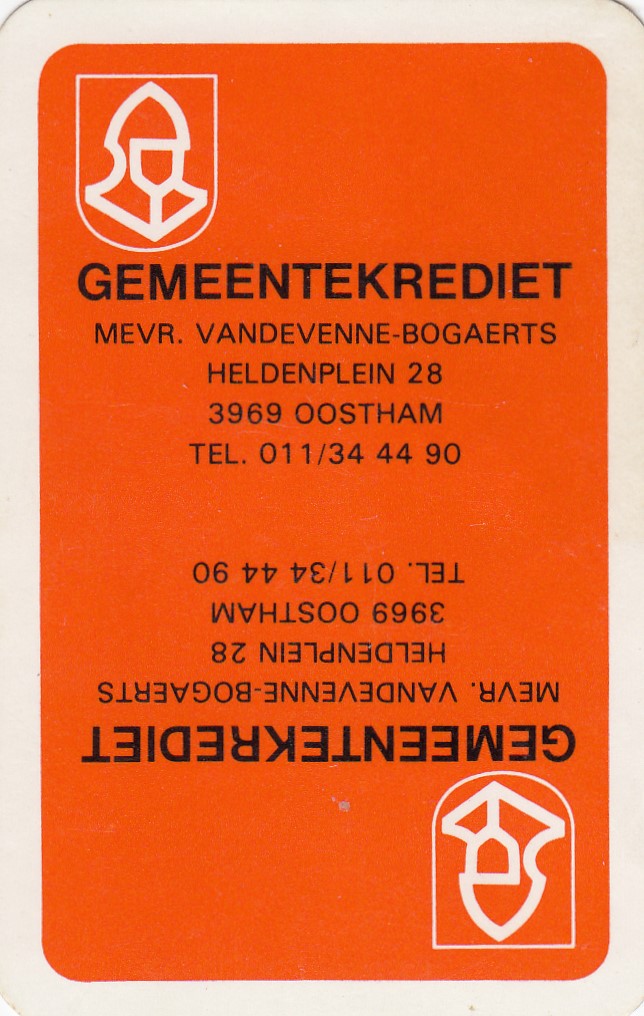 GEMEENTEKREDIET
MEVR. VANDEVENNE-BOGAERTS
HELDENPLEIN 28
3969 OOSTHAM
TEL. 011/34 44 90
GEMEENTEKREDIET
MEVR. VANDEVENNE-BOGAERTS
HELDENPLEIN 28
3969 OOSTHAM
TEL. 011/34 44 90